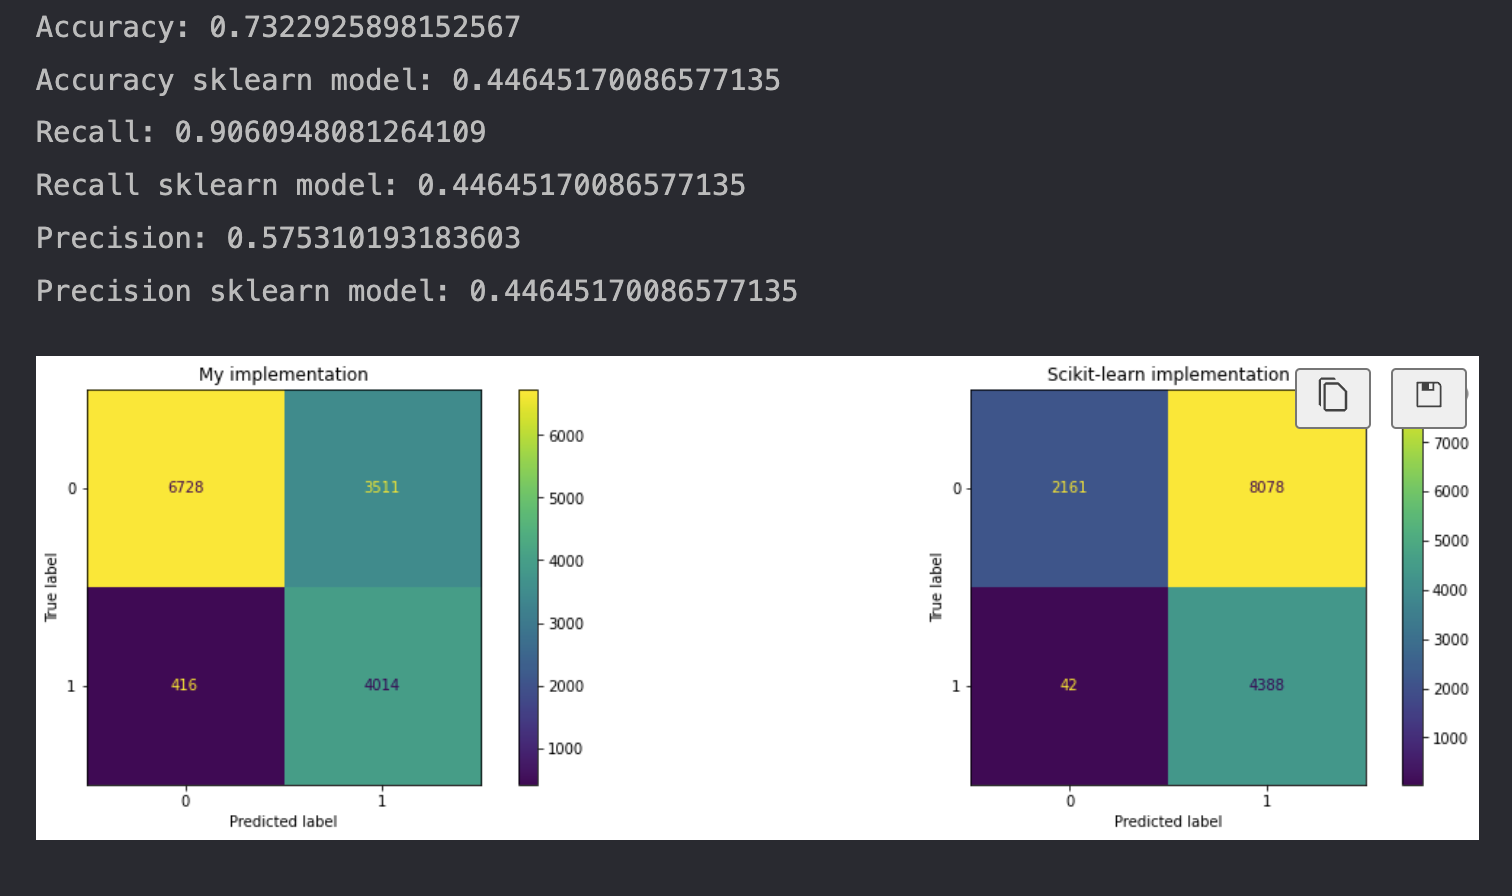 Accuracy: 0.7322925898152567
Accuracy sklearn model: 0.44645170086577135
Recall: 0.9060948081264109
Recall sklearn model: 0.44645170086577135
Precision: 0.575310193183603
Precision sklearn model: 0.44645170086577135
My implementation
6728
3511
416
4014
0
1
0
1
True label
Predicted label
6000
5000
4000
3000
2000
1000
Scikit-learn implementation
2161
8078
42
4388
0
1
0
1
True label
Predicted label
7000
6000
5000
4000
3000
2000
1000